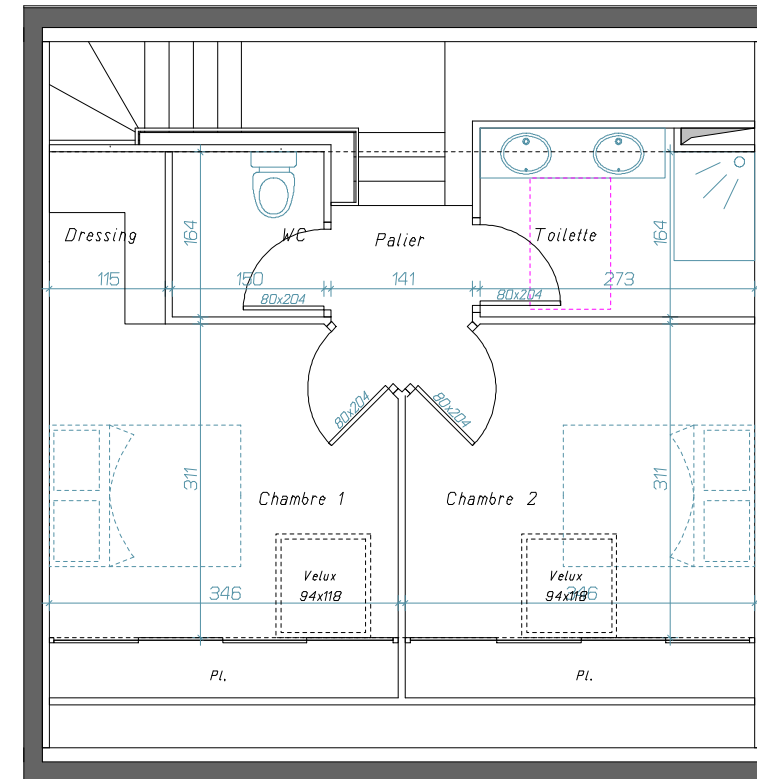 Dressing
164
WC
Palier
Toilette
164
115
150
141
273
80x204
80x204
80x204
80x204
311
Chambre 1
Chambre 2
311
Velux
94x118
Velux
94x118
346
346
Pl.
Pl.